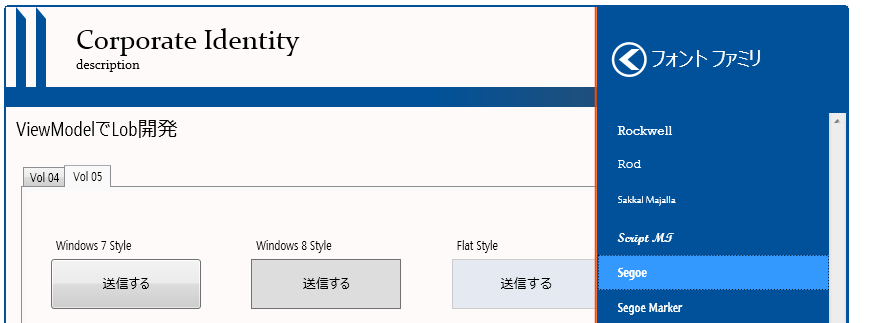 Corporate Identity
description
フォント ファミリ
ViewModelでLob開発
Vol 04
Vol 05
Windows 7 Style
Windows 8 Style
Flat Style
送信する
送信する
送信する
Rockwell
Rod
Sakkal Majalla
Script MT
Segoe
Segoe Marker